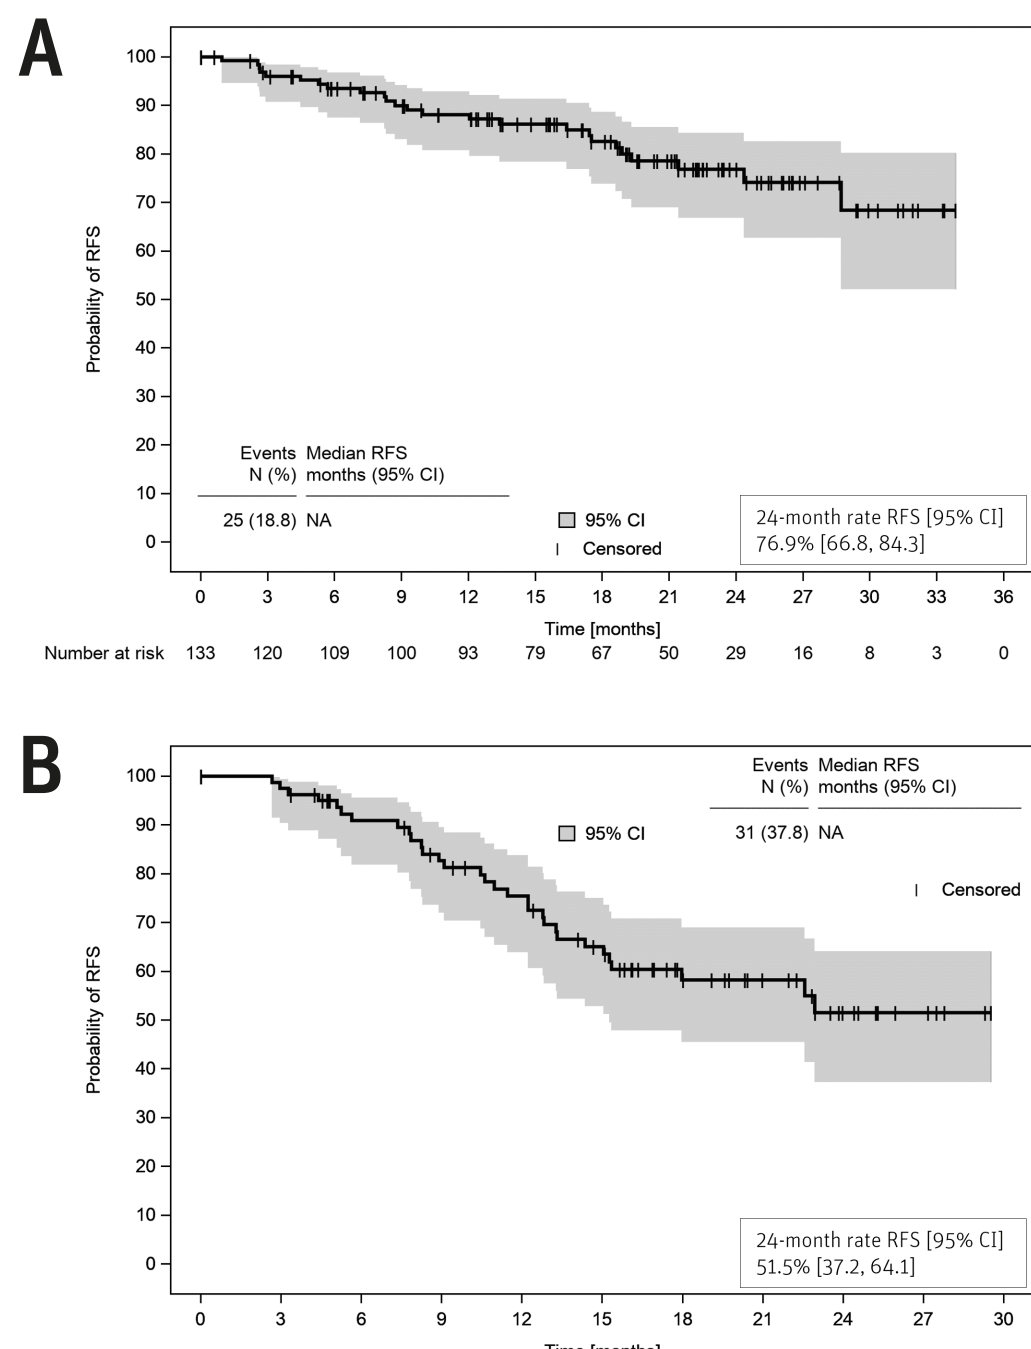 A
100
90
80
70
60
50
40
30
20
10
0
Probability of RFS
Events Median RFS
N (%) months (95% CI)
25 (18.8) NA
95% CI
Censored
24-month rate RFS [95% CI]
76.9% [66.8, 84.3]
0 3 6 9 12 15 18 21 24 27 30 33 36
Time [months]
Number at risk 133 120 109 100 93 79 67 50 29 16 8 3 0
B
100
90
80
70
60
50
40
30
20
10
0
Probability of RFS
Events Median RFS
N (%) months (95% CI)
31 (37.8) NA
95% CI
Censored
24-month rate RFS [95% CI]
51.5% [37.2, 64.1]
0 3 6 9 12 15 18 21 24 27 30
Time [months]